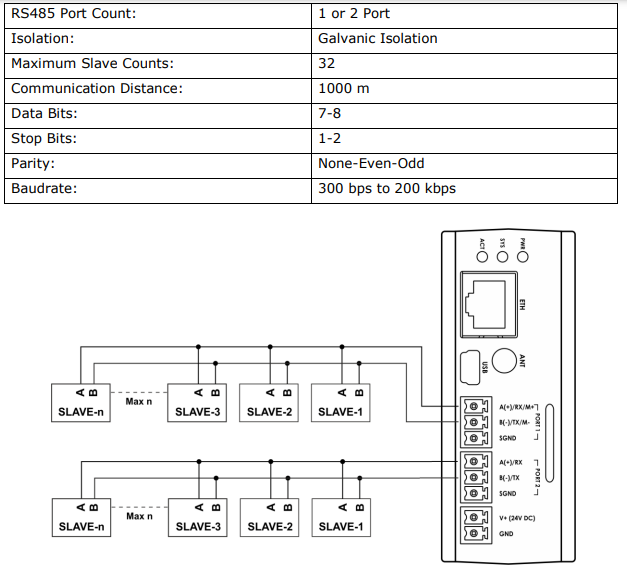 RS485 Port Count: 1 or 2 Port
Isolation: Galvanic Isolation
Maximum Slave Counts: 32
Communication Distance: 1000 m
Data Bits: 7-8
Stop Bits: 1-2
Parity: None-Even-Odd
Baudrate: 300 bps to 200 kbps
ACT SYS PWR
ETH
USB ANT
A B A B A B A B
Max n
SLAVE-n SLAVE-3 SLAVE-2 SLAVE-1
A(+)/RX/M+
B(-)/TX/M-
SGND
PORT 1
A B A B A B A B
Max n
SLAVE-n SLAVE-3 SLAVE-2 SLAVE-1
A(+)/RX
B(-)/TX
SGND
PORT 2
V+ (24V DC)
GND